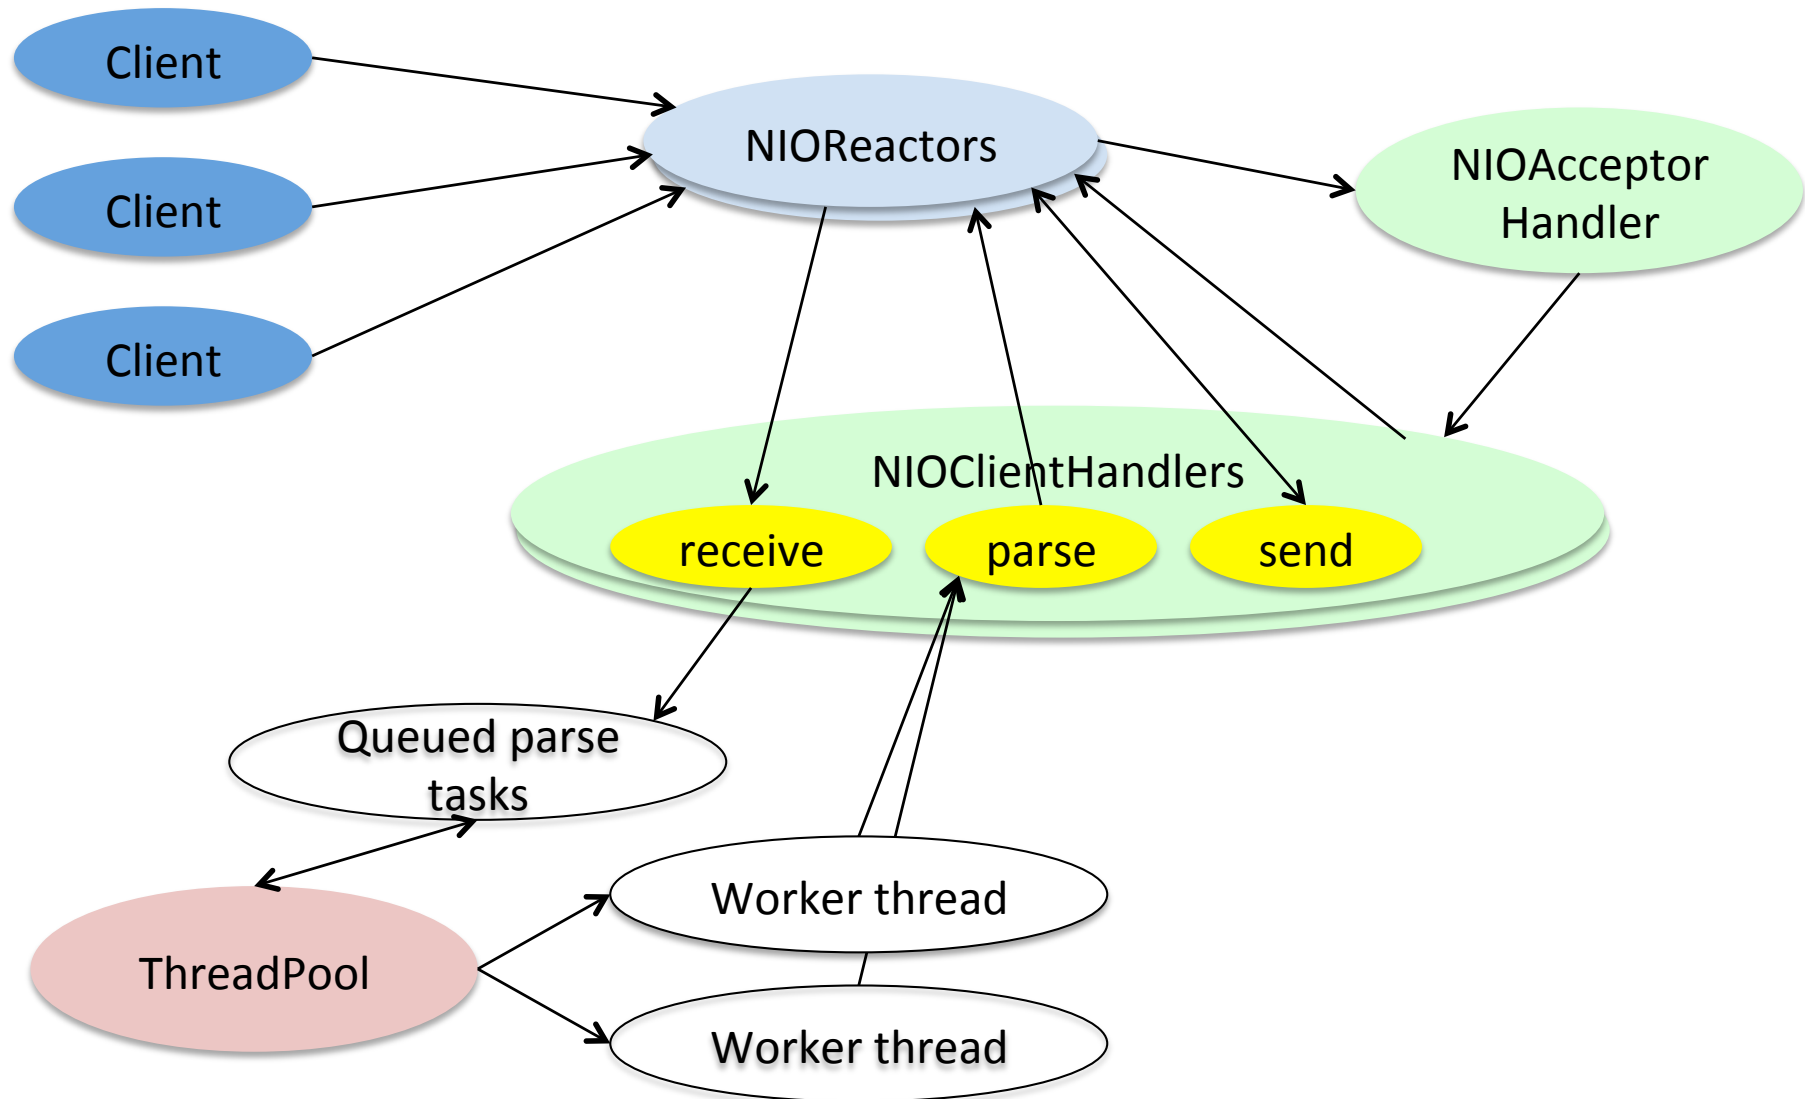 Client
NIOReactors
NIOAcceptor
Handler
Client
Client
NIOClientHandlers
receive
parse
send
Queued parse
tasks
Worker thread
ThreadPool
Worker thread